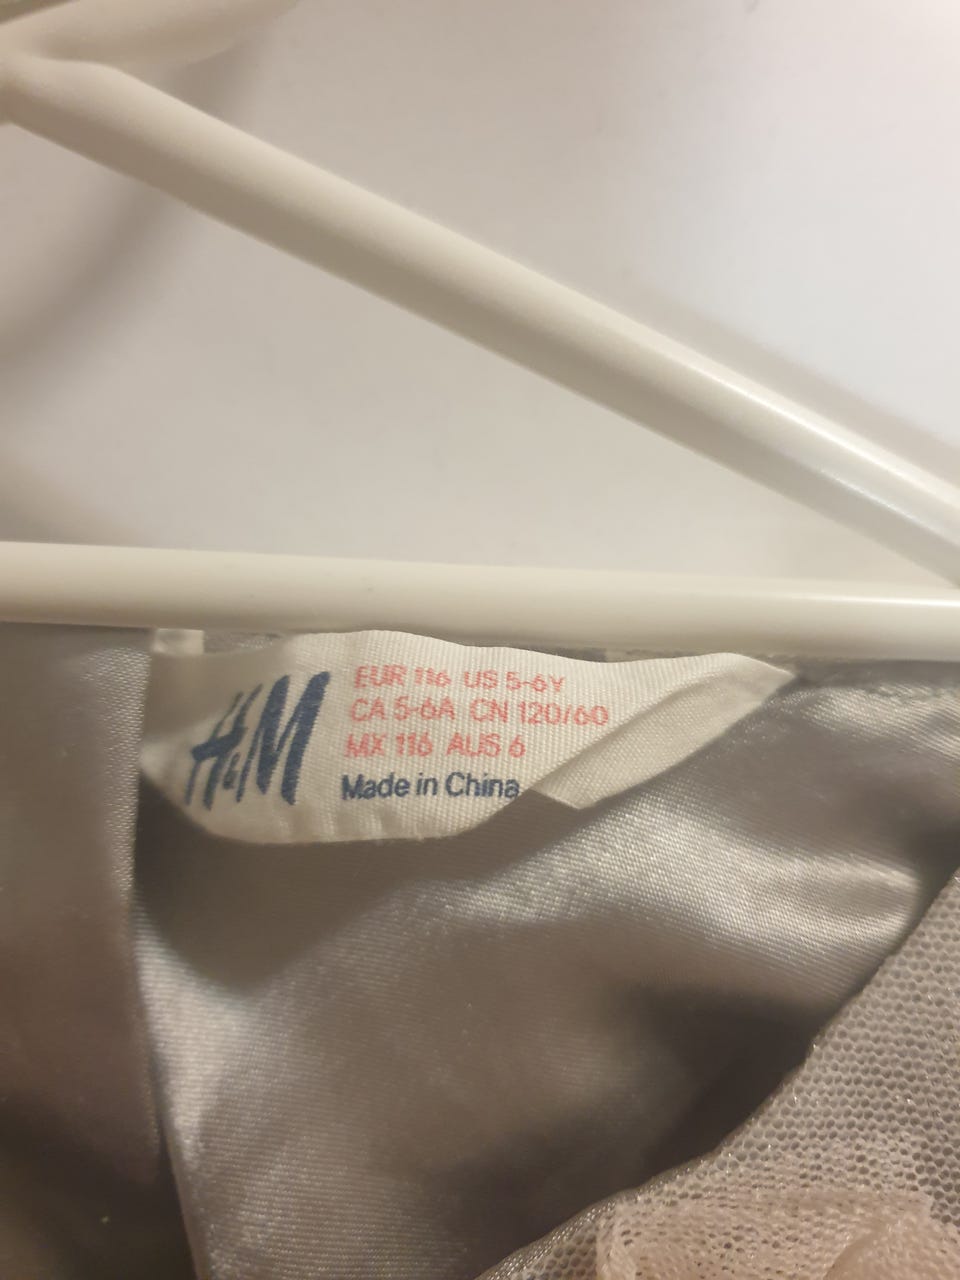 H&M
EUR 116 US 5-6Y
CA 5-6A CN 120/60
MX 116 AUS 6
Made in China